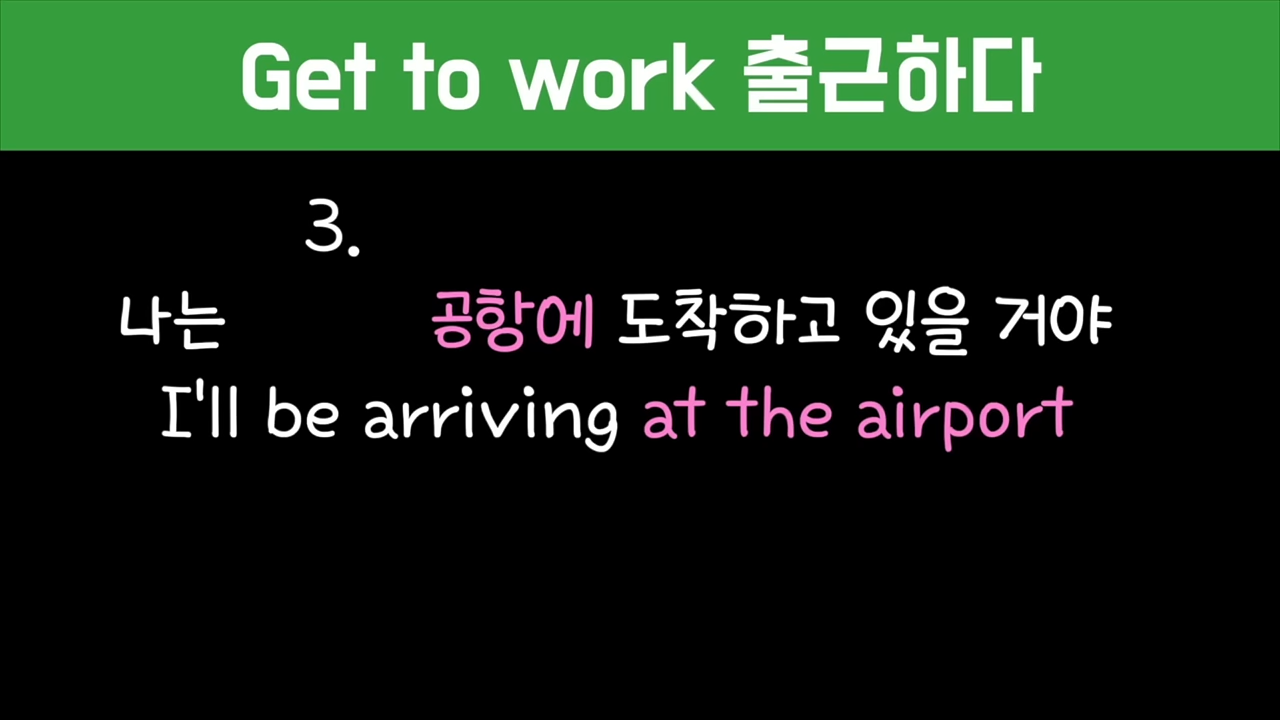 Get to work 출근하다
3.
나는 공항에 도착하고 있을 거야
I'll be arriving at the airport